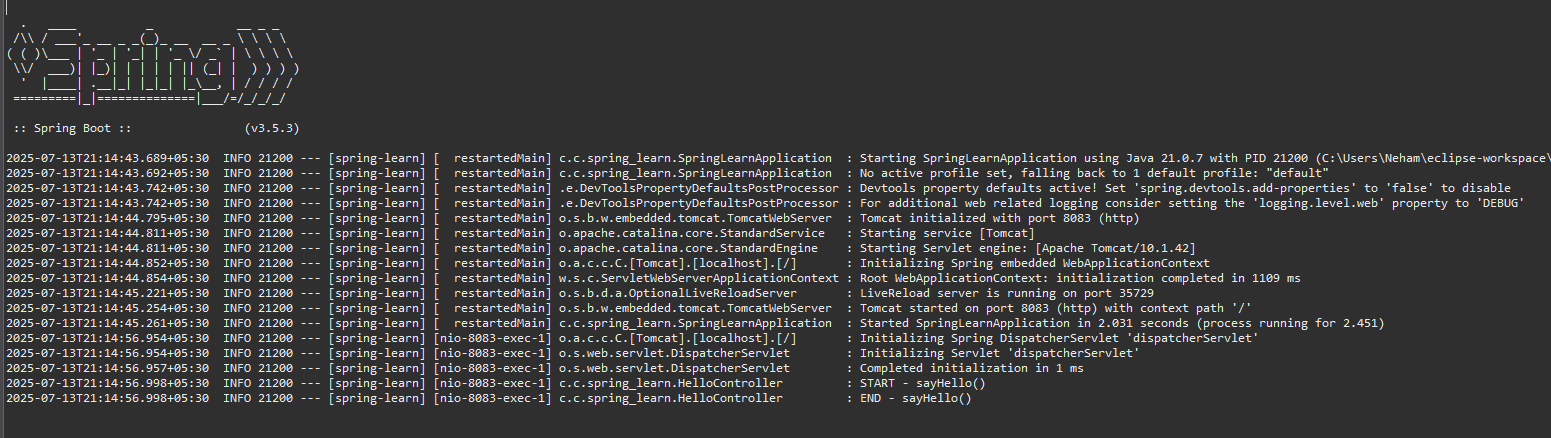 :: Spring Boot ::                (v3.5.3)
2025-07-13T21:14:43.689+05:30  INFO 21200 --- [spring-learn] [  restartedMain] c.c.spring_learn.SpringLearnApplication  : Starting SpringLearnApplication using Java 21.0.7 with PID 21200 (C:\Users\Neham\eclipse-workspace\
2025-07-13T21:14:43.692+05:30  INFO 21200 --- [spring-learn] [  restartedMain] c.c.spring_learn.SpringLearnApplication  : No active profile set, falling back to 1 default profile: "default"
2025-07-13T21:14:43.742+05:30  INFO 21200 --- [spring-learn] [  restartedMain] .e.DevToolsPropertyDefaultsPostProcessor : Devtools property defaults active! Set 'spring.devtools.add-properties' to 'false' to disable
2025-07-13T21:14:43.742+05:30  INFO 21200 --- [spring-learn] [  restartedMain] .e.DevToolsPropertyDefaultsPostProcessor : For additional web related logging consider setting the 'logging.level.web' property to 'DEBUG'
2025-07-13T21:14:44.795+05:30  INFO 21200 --- [spring-learn] [  restartedMain] o.s.b.w.embedded.tomcat.TomcatWebServer  : Tomcat initialized with port 8083 (http)
2025-07-13T21:14:44.811+05:30  INFO 21200 --- [spring-learn] [  restartedMain] o.apache.catalina.core.StandardService   : Starting service [Tomcat]
2025-07-13T21:14:44.811+05:30  INFO 21200 --- [spring-learn] [  restartedMain] o.apache.catalina.core.StandardEngine    : Starting Servlet engine: [Apache Tomcat/10.1.42]
2025-07-13T21:14:44.852+05:30  INFO 21200 --- [spring-learn] [  restartedMain] o.a.c.c.C.[Tomcat].[localhost].[/]       : Initializing Spring embedded WebApplicationContext
2025-07-13T21:14:44.854+05:30  INFO 21200 --- [spring-learn] [  restartedMain] w.s.c.ServletWebServerApplicationContext : Root WebApplicationContext: initialization completed in 1109 ms
2025-07-13T21:14:45.221+05:30  INFO 21200 --- [spring-learn] [  restartedMain] o.s.b.d.a.OptionalLiveReloadServer       : LiveReload server is running on port 35729
2025-07-13T21:14:45.254+05:30  INFO 21200 --- [spring-learn] [  restartedMain] o.s.b.w.embedded.tomcat.TomcatWebServer  : Tomcat started on port 8083 (http) with context path '/'
2025-07-13T21:14:45.261+05:30  INFO 21200 --- [spring-learn] [  restartedMain] c.c.spring_learn.SpringLearnApplication  : Started SpringLearnApplication in 2.031 seconds (process running for 2.451)
2025-07-13T21:14:56.954+05:30  INFO 21200 --- [spring-learn] [nio-8083-exec-1] o.a.c.c.C.[Tomcat].[localhost].[/]       : Initializing Spring DispatcherServlet 'dispatcherServlet'
2025-07-13T21:14:56.954+05:30  INFO 21200 --- [spring-learn] [nio-8083-exec-1] o.s.web.servlet.DispatcherServlet        : Initializing Servlet 'dispatcherServlet'
2025-07-13T21:14:56.957+05:30  INFO 21200 --- [spring-learn] [nio-8083-exec-1] o.s.web.servlet.DispatcherServlet        : Completed initialization in 1 ms
2025-07-13T21:14:56.998+05:30  INFO 21200 --- [spring-learn] [nio-8083-exec-1] c.c.spring_learn.HelloController         : START - sayHello()
2025-07-13T21:14:56.998+05:30  INFO 21200 --- [spring-learn] [nio-8083-exec-1] c.c.spring_learn.HelloController         : END - sayHello()